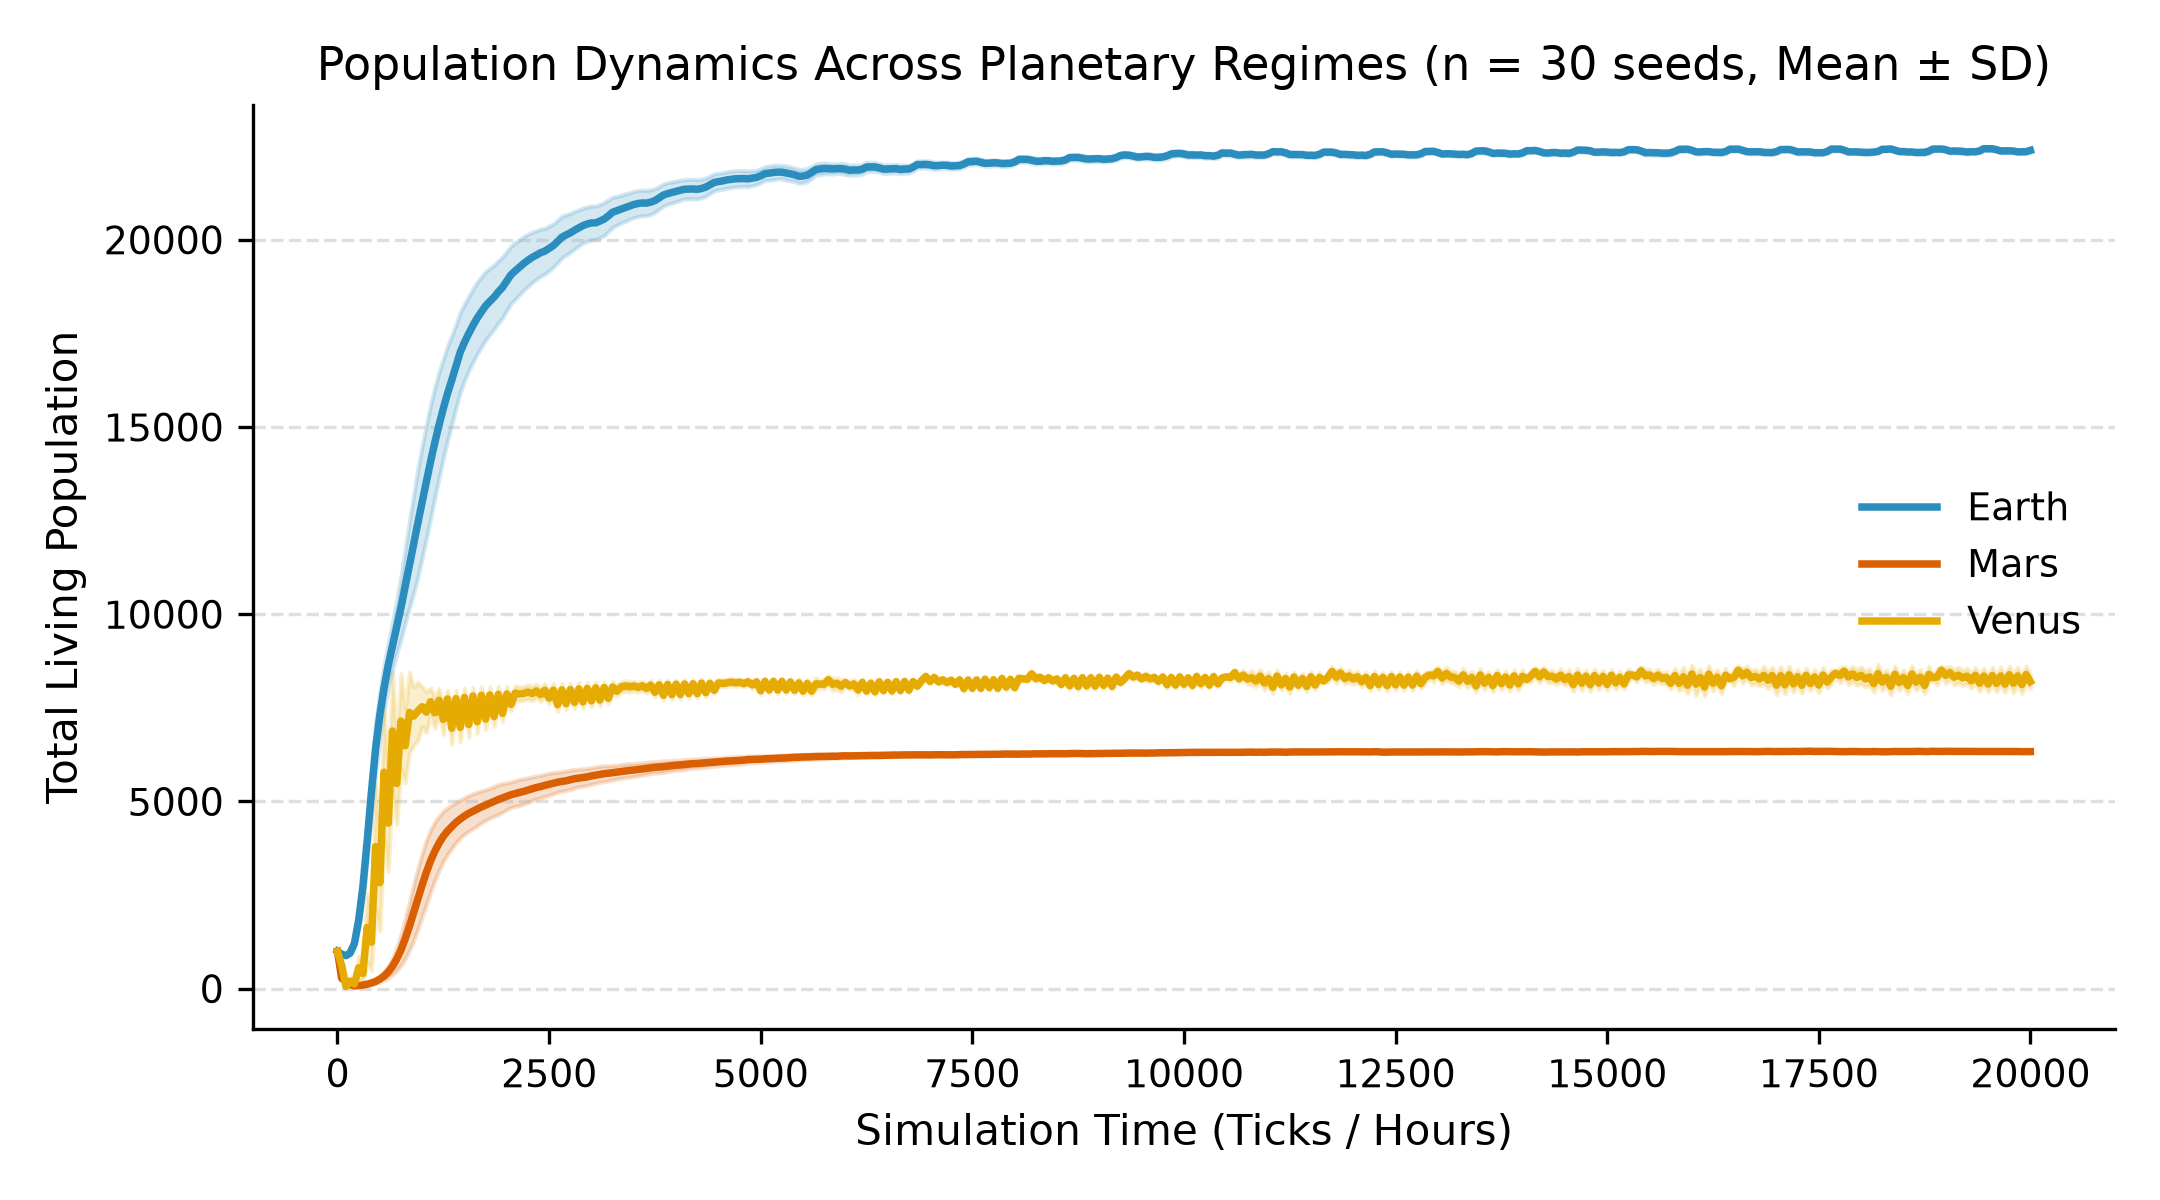 Population Dynamics Across Planetary Regimes (n = 30 seeds, Mean ± SD)
Total Living Population
20000
15000
10000
5000
0
Earth
Mars
Venus
0 2500 5000 7500 10000 12500 15000 17500 20000
Simulation Time (Ticks / Hours)